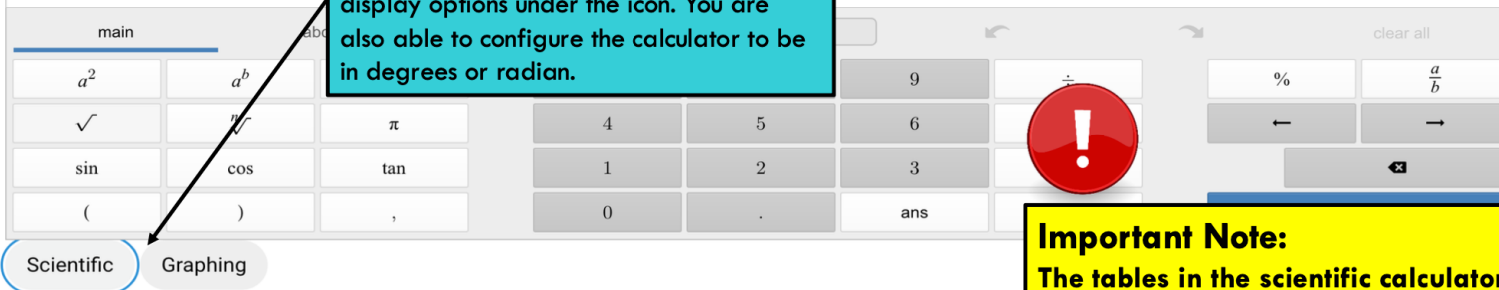 display options under the icon. You are
also able to configure the calculator to be
in degrees or radian.
main
clear all
a² aᵇ 9 ÷ % a/b
√ ⁿ√ π 4 5 6 ← →
sin cos tan 1 2 3
( ) , 0 . ans
Scientific Graphing
Important Note:
The tables in the scientific calculator